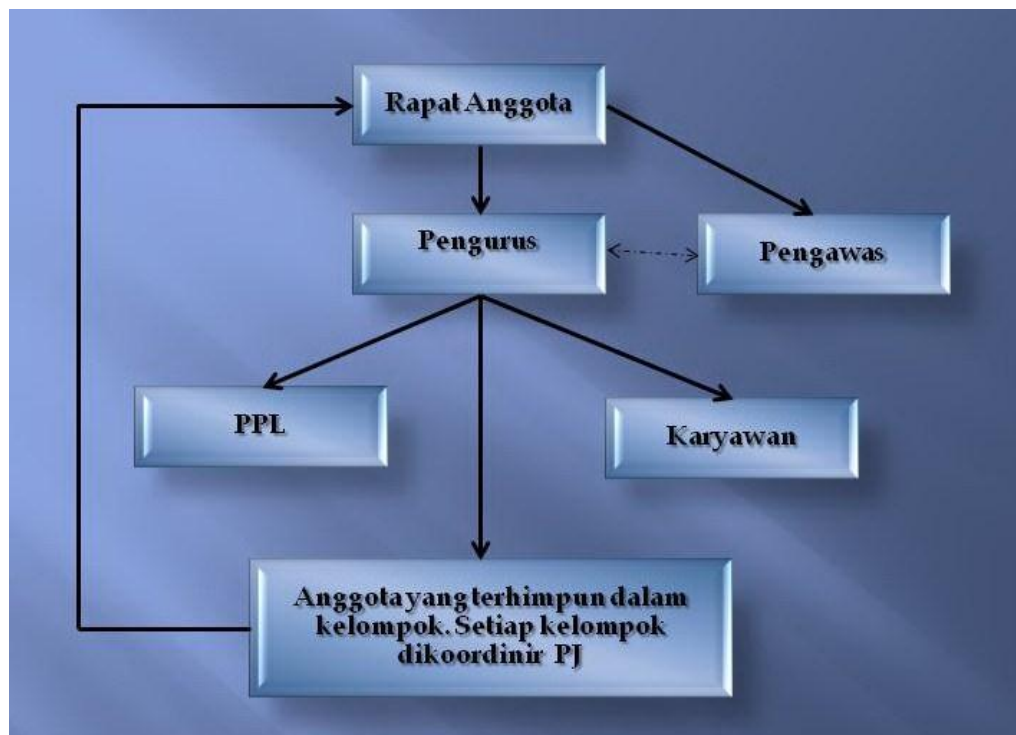 Rapat Anggota
Pengurus
Pengawas
PPL
Karyawan
Anggota yang terhimpun dalam
kelompok. Setiap kelompok
dikoordinir PJ